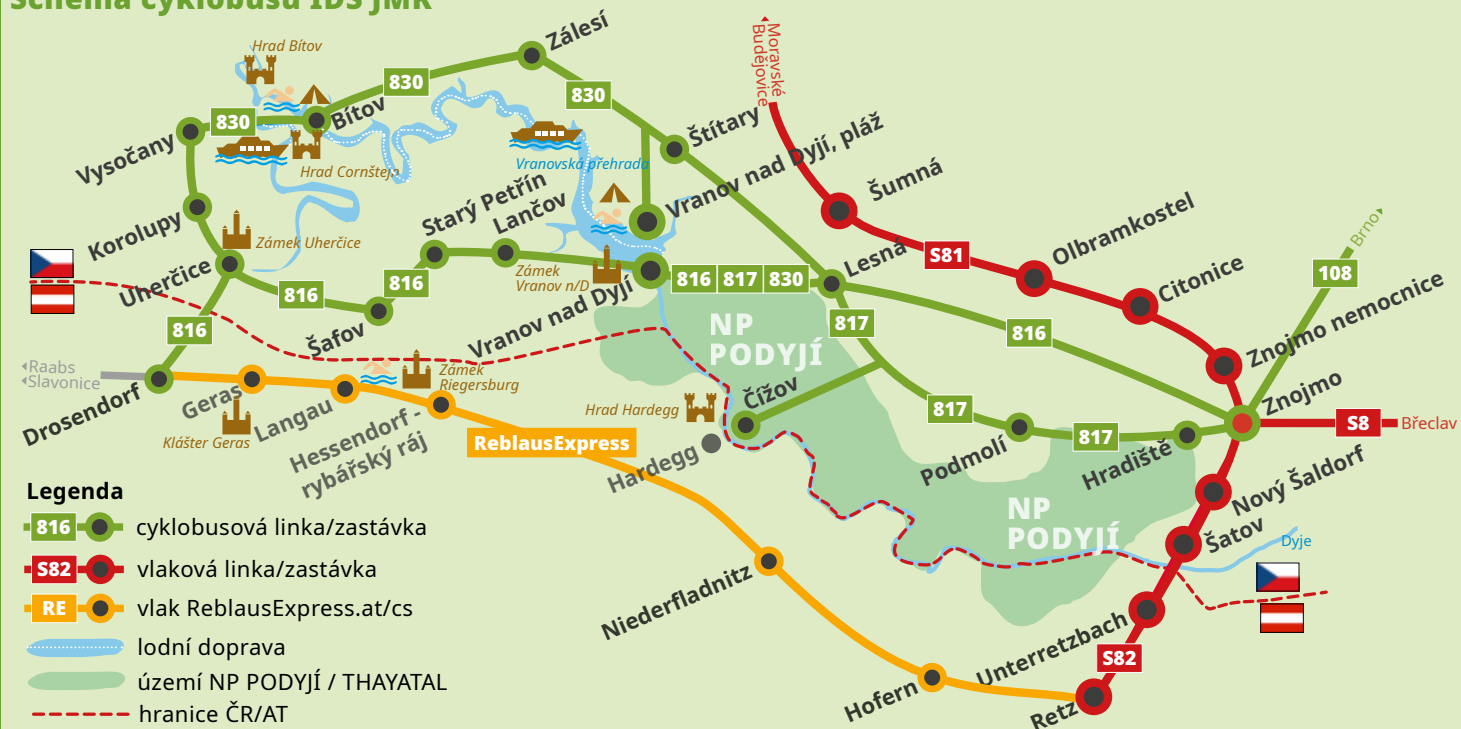 Schéma cyklobusů IDS JMK
Hrad Bítov
Zálesí
Moravské
Budějovice
830
830
830
Bítov
Vysočany
Štítary
Vranov nad Dyjí, pláž
Vranovská přehrada
Hrad Cornštejn
Šumná
Starý Petřín
Lančov
Korolupy
Zámek Uherčice
Olbramkostel
Brno
Lesná
S81
Uherčice
816
816
Zámek
Vranov n/D
Vranov nad Dyjí
816
817
830
Citonice
108
Znojmo nemocnice
816
Šafov
NP
PODYJÍ
817
816
Raabs
Slavonice
Drosendorf
Geras
Langau
Zámek
Riegersburg
Hessendorf -
rybářský ráj
Klášter Geras
Hrad Hardegg
Čížov
Hardegg
ReblausExpress
817
Podmolí
817
Hradiště
Znojmo
S8
Břeclav
Nový Šaldorf
Šatov
NP
PODYJÍ
Dyje
Niederfladnitz
Unterretzbach
S82
Hofern
Retz
Legenda
816 cyklobusová linka/zastávka
S82 vlaková linka/zastávka
RE vlak ReblausExpress.at/cs
lodní doprava
území NP PODYJÍ / THAYATAL
hranice ČR/AT